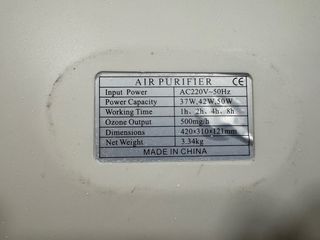 AIR PURIFIER CE
Input Power AC220V~50Hz
Power Capacity 37W,42W,50W
Working Time 1h、2h、4h、8h
Ozone Output 500mg/h
Dimensions 420×310×121mm
Net Weight 3.34kg
MADE IN CHINA